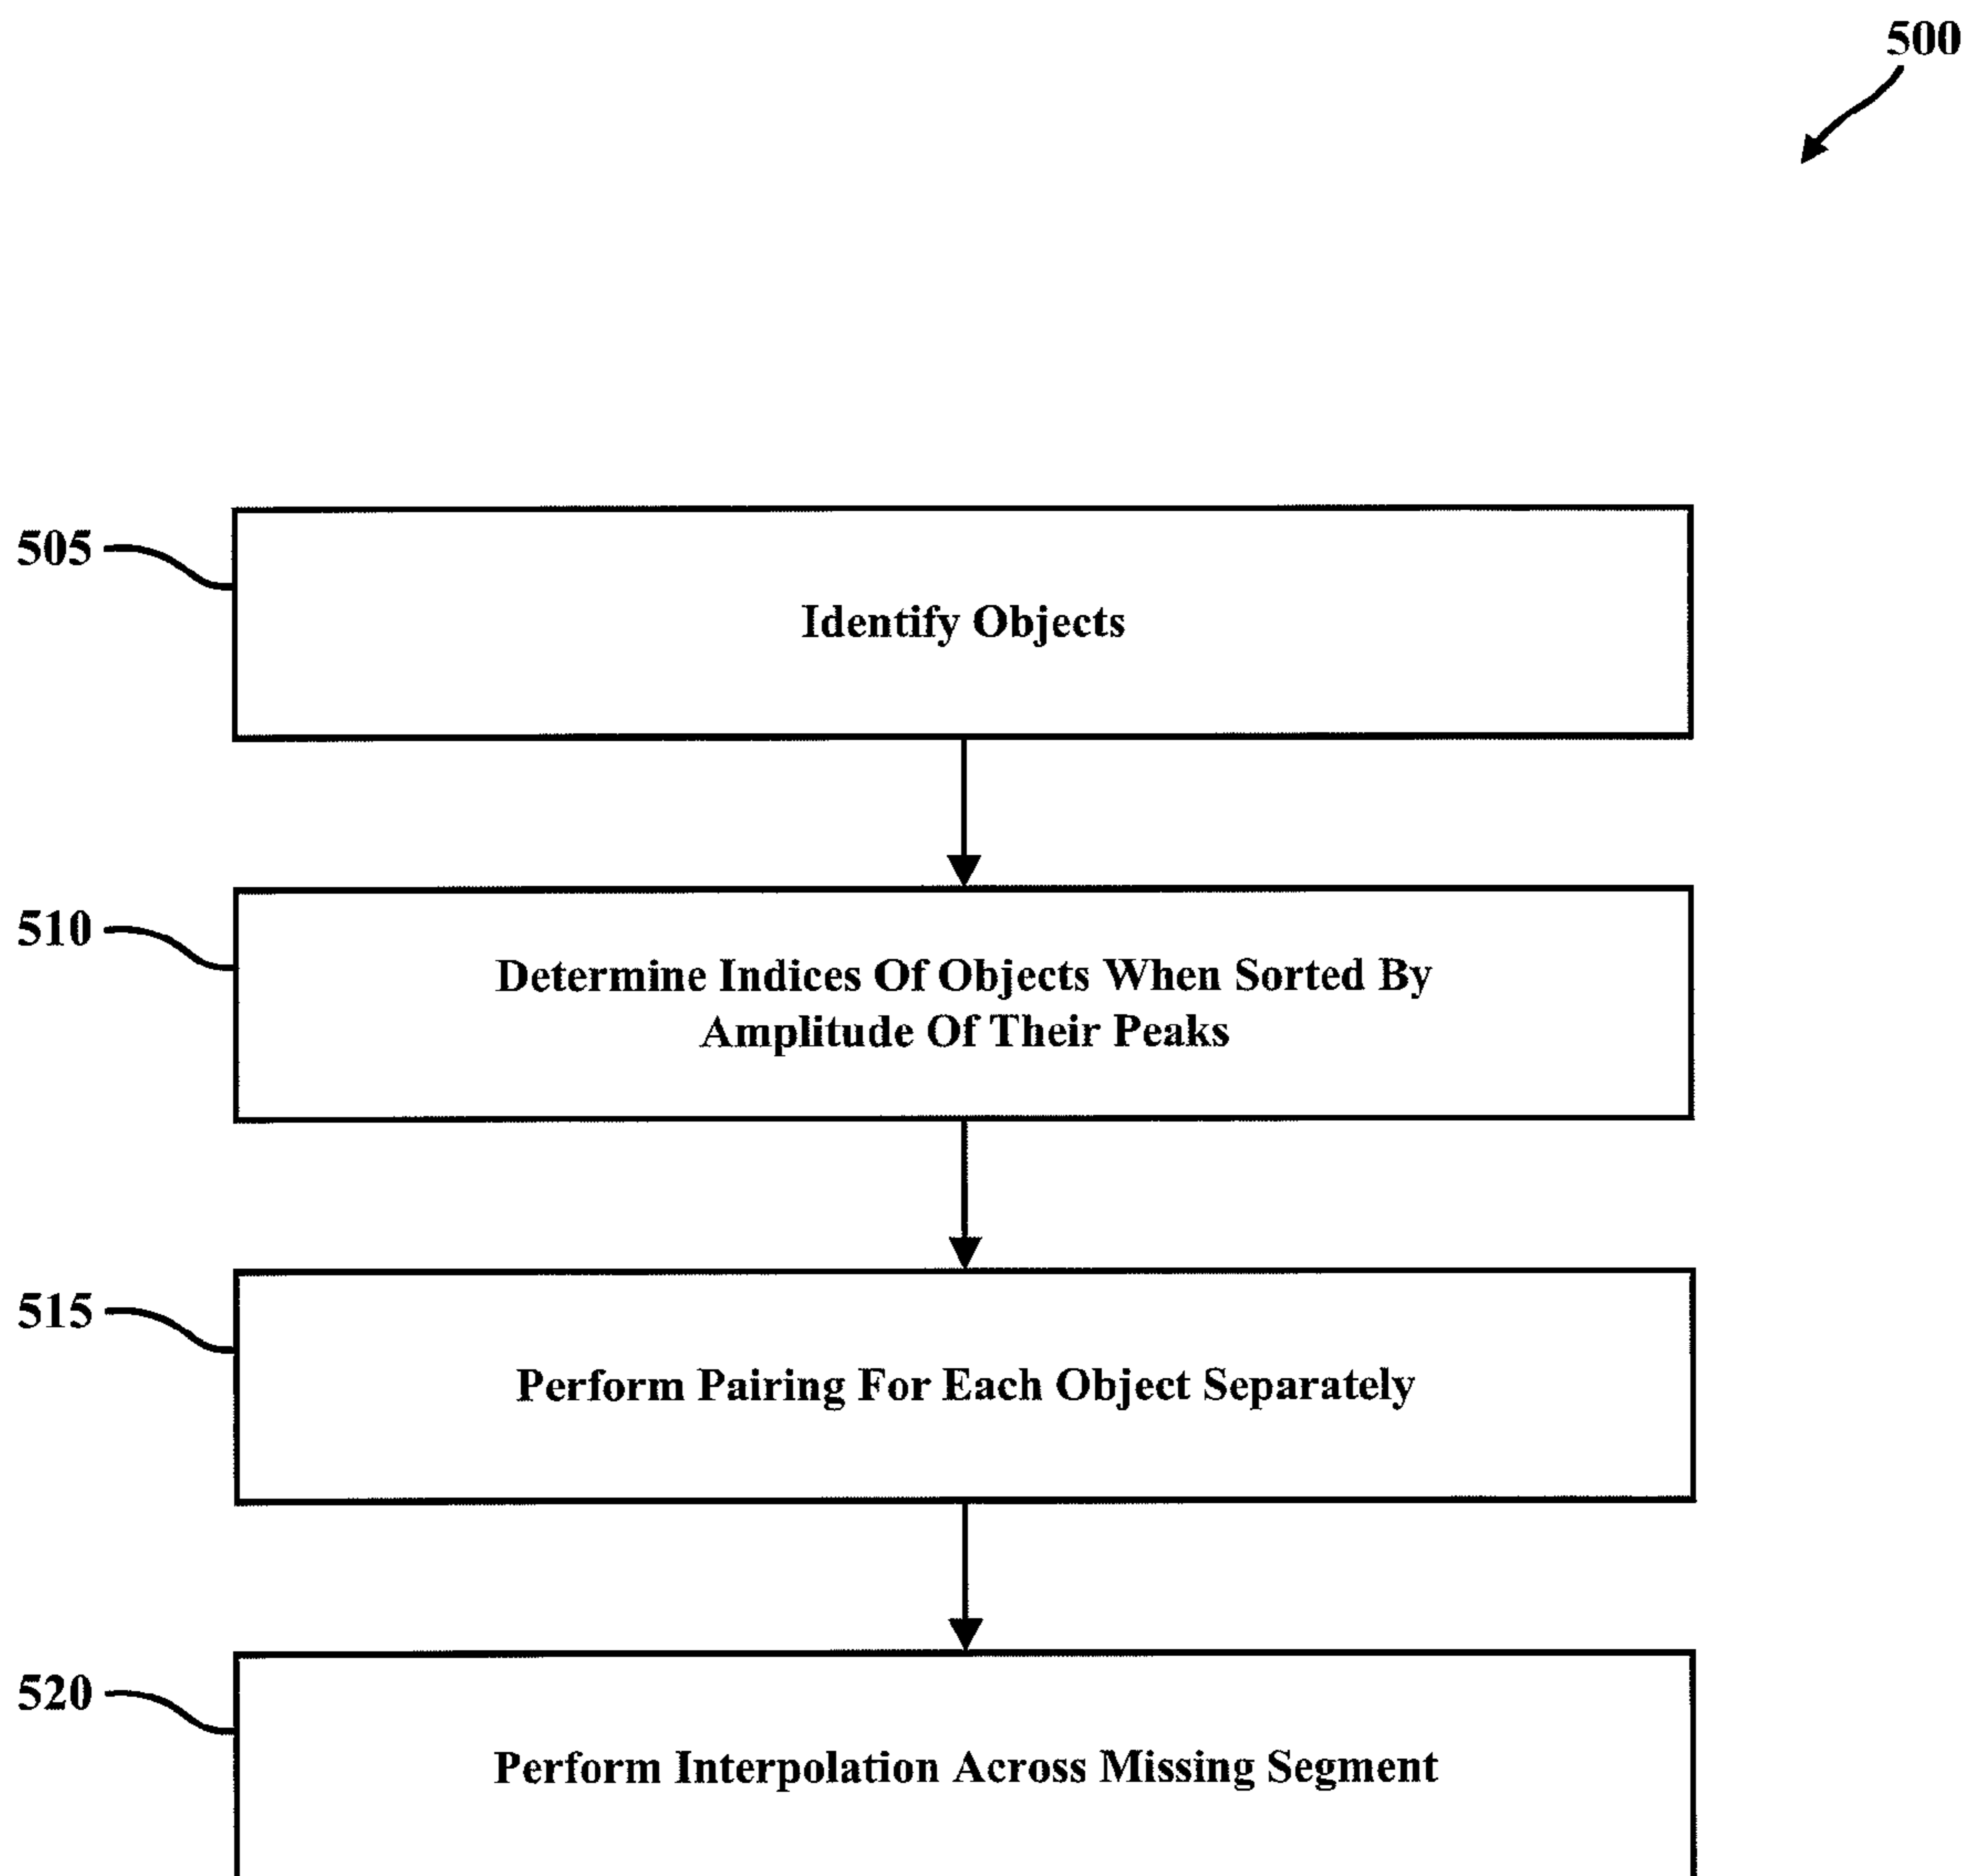 500
505
Identify Objects
510
Determine Indices Of Objects When Sorted By
Amplitude Of Their Peaks
515
Perform Pairing For Each Object Separately
520
Perform Interpolation Across Missing Segment